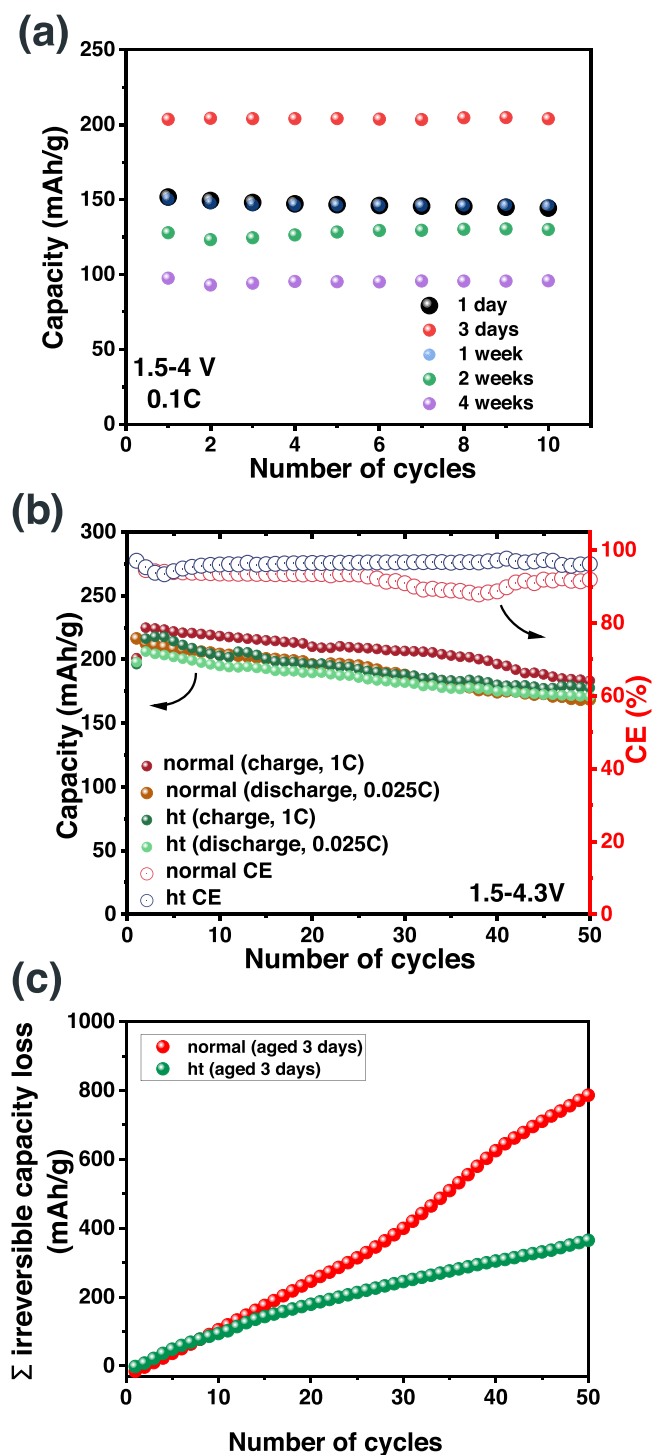 (a)
250
200
150
100
50
0
Capacity (mAh/g)
1 day
3 days
1 week
2 weeks
4 weeks
1.5-4 V
0.1C
0 2 4 6 8 10
Number of cycles
(b)
300
250
200
150
100
50
0
Capacity (mAh/g)
100
80
60
40
20
0
CE (%)
normal (charge, 1C)
normal (discharge, 0.025C)
ht (charge, 1C)
ht (discharge, 0.025C)
normal CE
ht CE
1.5-4.3V
0 10 20 30 40 50
Number of cycles
(c)
1000
800
600
400
200
0
Σ irreversible capacity loss
(mAh/g)
normal (aged 3 days)
ht (aged 3 days)
0 10 20 30 40 50
Number of cycles